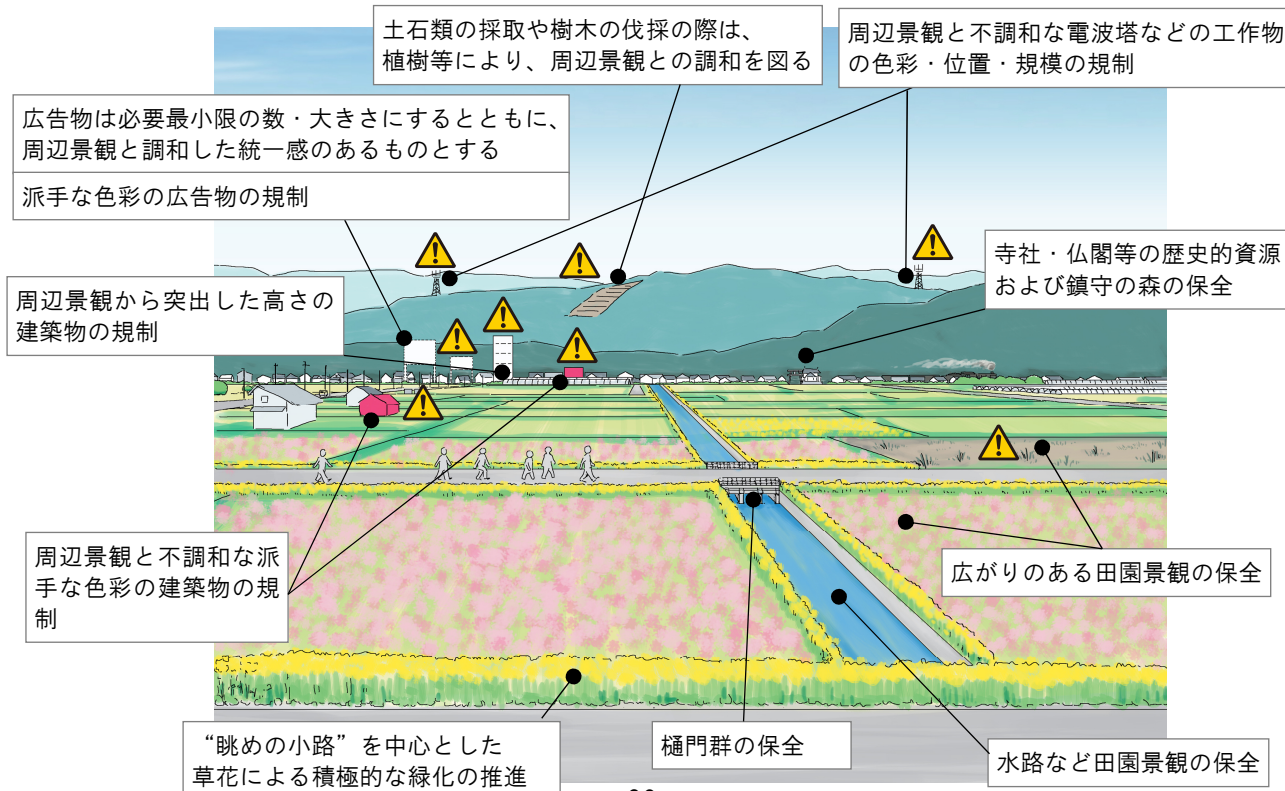 土石類の採取や樹木の伐採の際は、
植樹等により、周辺景観との調和を図る
周辺景観と不調和な電波塔などの工作物
の色彩・位置・規模の規制
広告物は必要最小限の数・大きさにするとともに、
周辺景観と調和した統一感のあるものとする
派手な色彩の広告物の規制
寺社・仏閣等の歴史的資源
および鎮守の森の保全
周辺景観から突出した高さの
建築物の規制
周辺景観と不調和な派
手な色彩の建築物の規
制
広がりのある田園景観の保全
“眺めの小路”を中心とした
草花による積極的な緑化の推進
樋門群の保全
水路など田園景観の保全